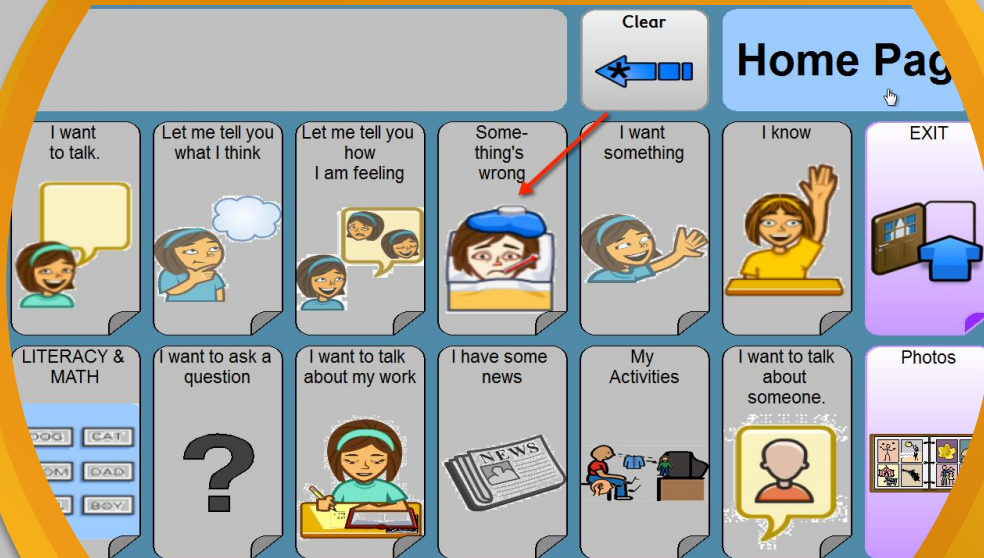 Clear
Home Pag
I want
to talk.
Let me tell you
what I think
Let me tell you
how
I am feeling
Some-
thing's
wrong
I want
something
I know
EXIT
LITERACY &
MATH
DOG CAT
OM DAD
BOY
I want to ask a
question
I want to talk
about my work
I have some
news
NEWS
My
Activities
I want to talk
about
someone.
Photos